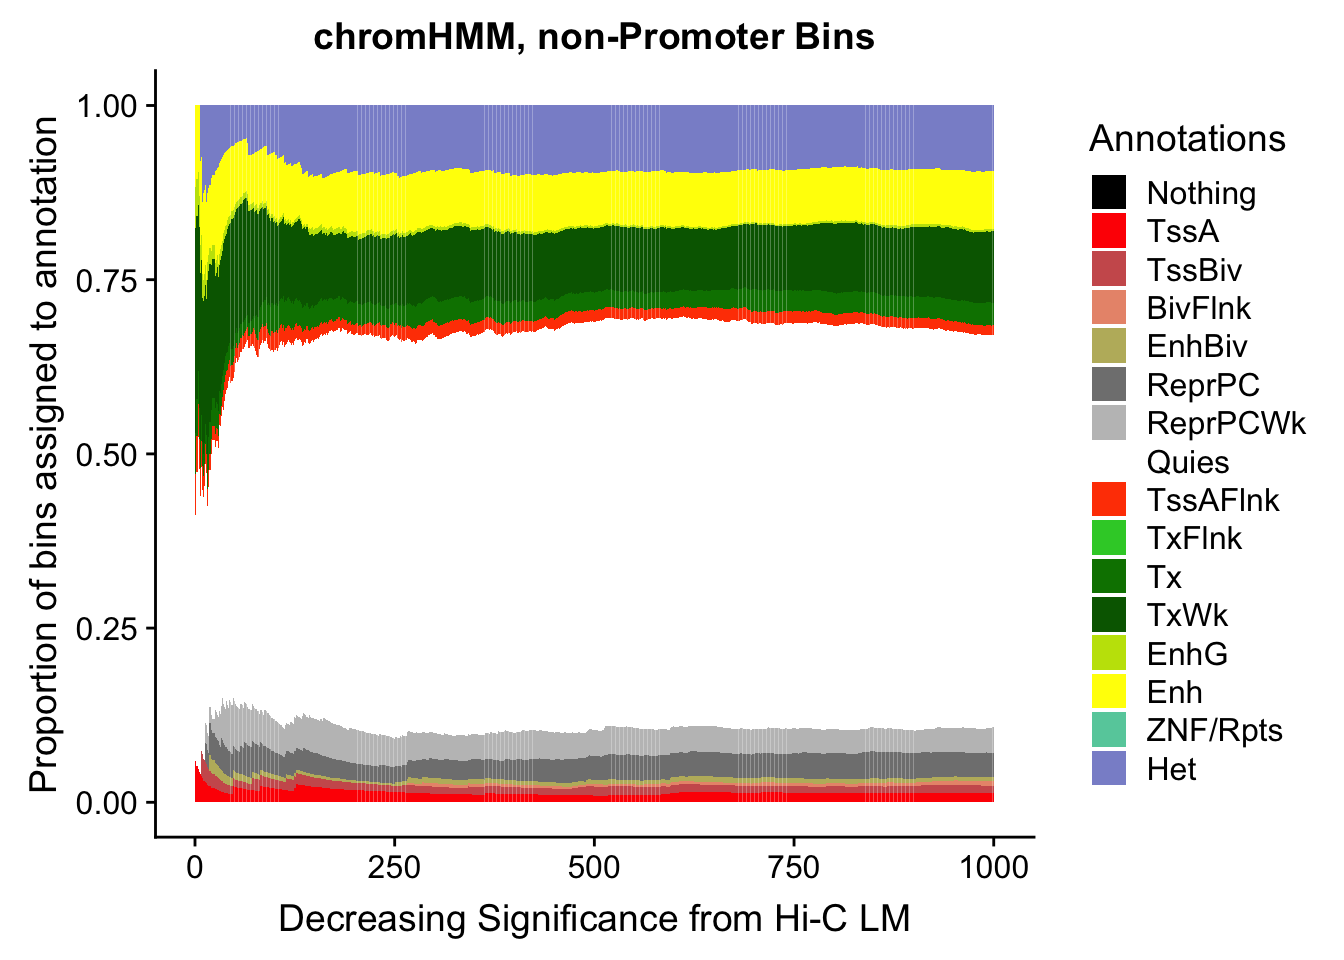 chromHMM, non-Promoter Bins
Proportion of bins assigned to annotation
1.00
0.75
0.50
0.25
0.00
0
250
500
750
1000
Decreasing Significance from Hi-C LM
Annotations
Nothing
TssA
TssBiv
BivFlnk
EnhBiv
ReprPC
ReprPCWk
Quies
TssAFlnk
TxFlnk
Tx
TxWk
EnhG
Enh
ZNF/Rpts
Het